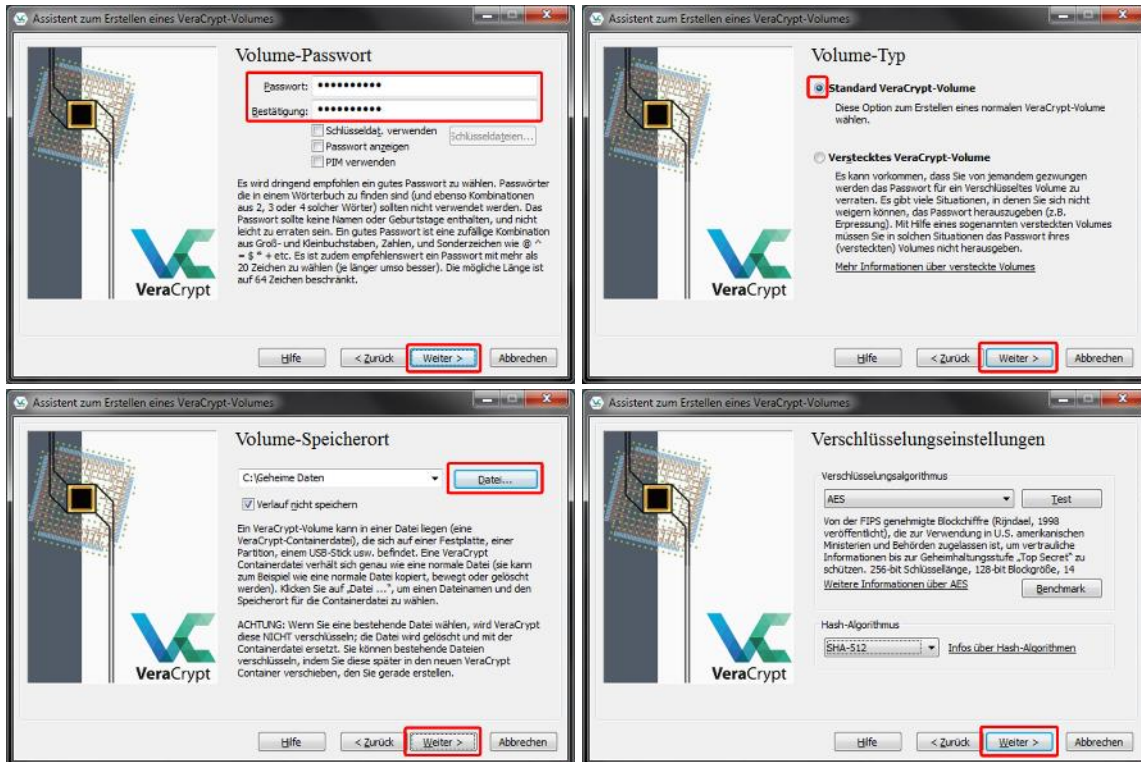 Assistent zum Erstellen eines VeraCrypt-Volumes
Volume-Passwort
Passwort: ●●●●●●●●●●
Bestätigung: ●●●●●●●●●●
Schlüsseldat. verwenden
Schlüsseldateien...
Passwort anzeigen
PIM verwenden
Es wird dringend empfohlen ein gutes Passwort zu wählen. Passwörter
die in einem Wörterbuch zu finden sind (und ebenso Kombinationen
aus 2, 3 oder 4 solcher Wörter) sollten nicht verwendet werden. Das
Passwort sollte keine Namen oder Geburtstage enthalten, und nicht
leicht zu erraten sein. Ein gutes Passwort ist eine zufällige Kombination
aus Groß- und Kleinbuchstaben, Zahlen, und Sonderzeichen wie @ ^
= $ * + etc. Es ist zudem empfehlenswert ein Passwort mit mehr als
20 Zeichen zu wählen (je länger umso besser). Die mögliche Länge ist
auf 64 Zeichen beschränkt.
VeraCrypt
Hilfe
< Zurück
Weiter >
Abbrechen
Assistent zum Erstellen eines VeraCrypt-Volumes
Volume-Typ
Standard VeraCrypt-Volume
Diese Option zum Erstellen eines normalen VeraCrypt-Volume
wählen.
Verstecktes VeraCrypt-Volume
Es kann vorkommen, dass Sie von jemandem gezwungen
werden das Passwort für ein Verschlüsseltes Volume zu
verraten. Es gibt viele Situationen, in denen Sie sich nicht
weigern können, das Passwort herauszugeben (z.B.
Erpressung). Mit Hilfe eines sogenannten versteckten Volumes
müssen Sie in solchen Situationen das Passwort ihres
(versteckten) Volumes nicht herausgeben.
Mehr Informationen über versteckte Volumes
VeraCrypt
Hilfe
< Zurück
Weiter >
Abbrechen
Assistent zum Erstellen eines VeraCrypt-Volumes
Volume-Speicherort
C:\Geheime Daten
Datei...
Verlauf nicht speichern
Ein VeraCrypt-Volume kann in einer Datei liegen (eine
VeraCrypt-Containerdatei), die sich auf einer Festplatte, einer
Partition, einem USB-Stick usw. befindet. Eine VeraCrypt
Containerdatei verhält sich genau wie eine normale Datei (sie kann
zum Beispiel wie eine normale Datei kopiert, bewegt oder gelöscht
werden). Klicken Sie auf „Datei ...", um einen Dateinamen und den
Speicherort für die Containerdatei zu wählen.
ACHTUNG: Wenn Sie eine bestehende Datei wählen, wird VeraCrypt
diese NICHT verschlüsseln; die Datei wird gelöscht und mit der
Containerdatei ersetzt. Sie können bestehende Dateien
verschlüsseln, indem Sie diese später in den neuen VeraCrypt
Container verschieben, den Sie gerade erstellen.
VeraCrypt
Hilfe
< Zurück
Weiter >
Abbrechen
Assistent zum Erstellen eines VeraCrypt-Volumes
Verschlüsselungseinstellungen
Verschlüsselungsalgorithmus
AES
Test
Von der FIPS genehmigte Blockchiffre (Rijndael, 1998
veröffentlicht), die zur Verwendung in U.S. amerikanischen
Ministerien und Behörden zugelassen ist, um vertrauliche
Informationen bis zur Geheimhaltungsstufe „Top Secret" zu
schützen. 256-bit Schlüssellänge, 128-bit Blockgröße, 14
Weitere Informationen über AES
Benchmark
Hash-Algorithmus
SHA-512
Infos über Hash-Algorithmen
VeraCrypt
Hilfe
< Zurück
Weiter >
Abbrechen